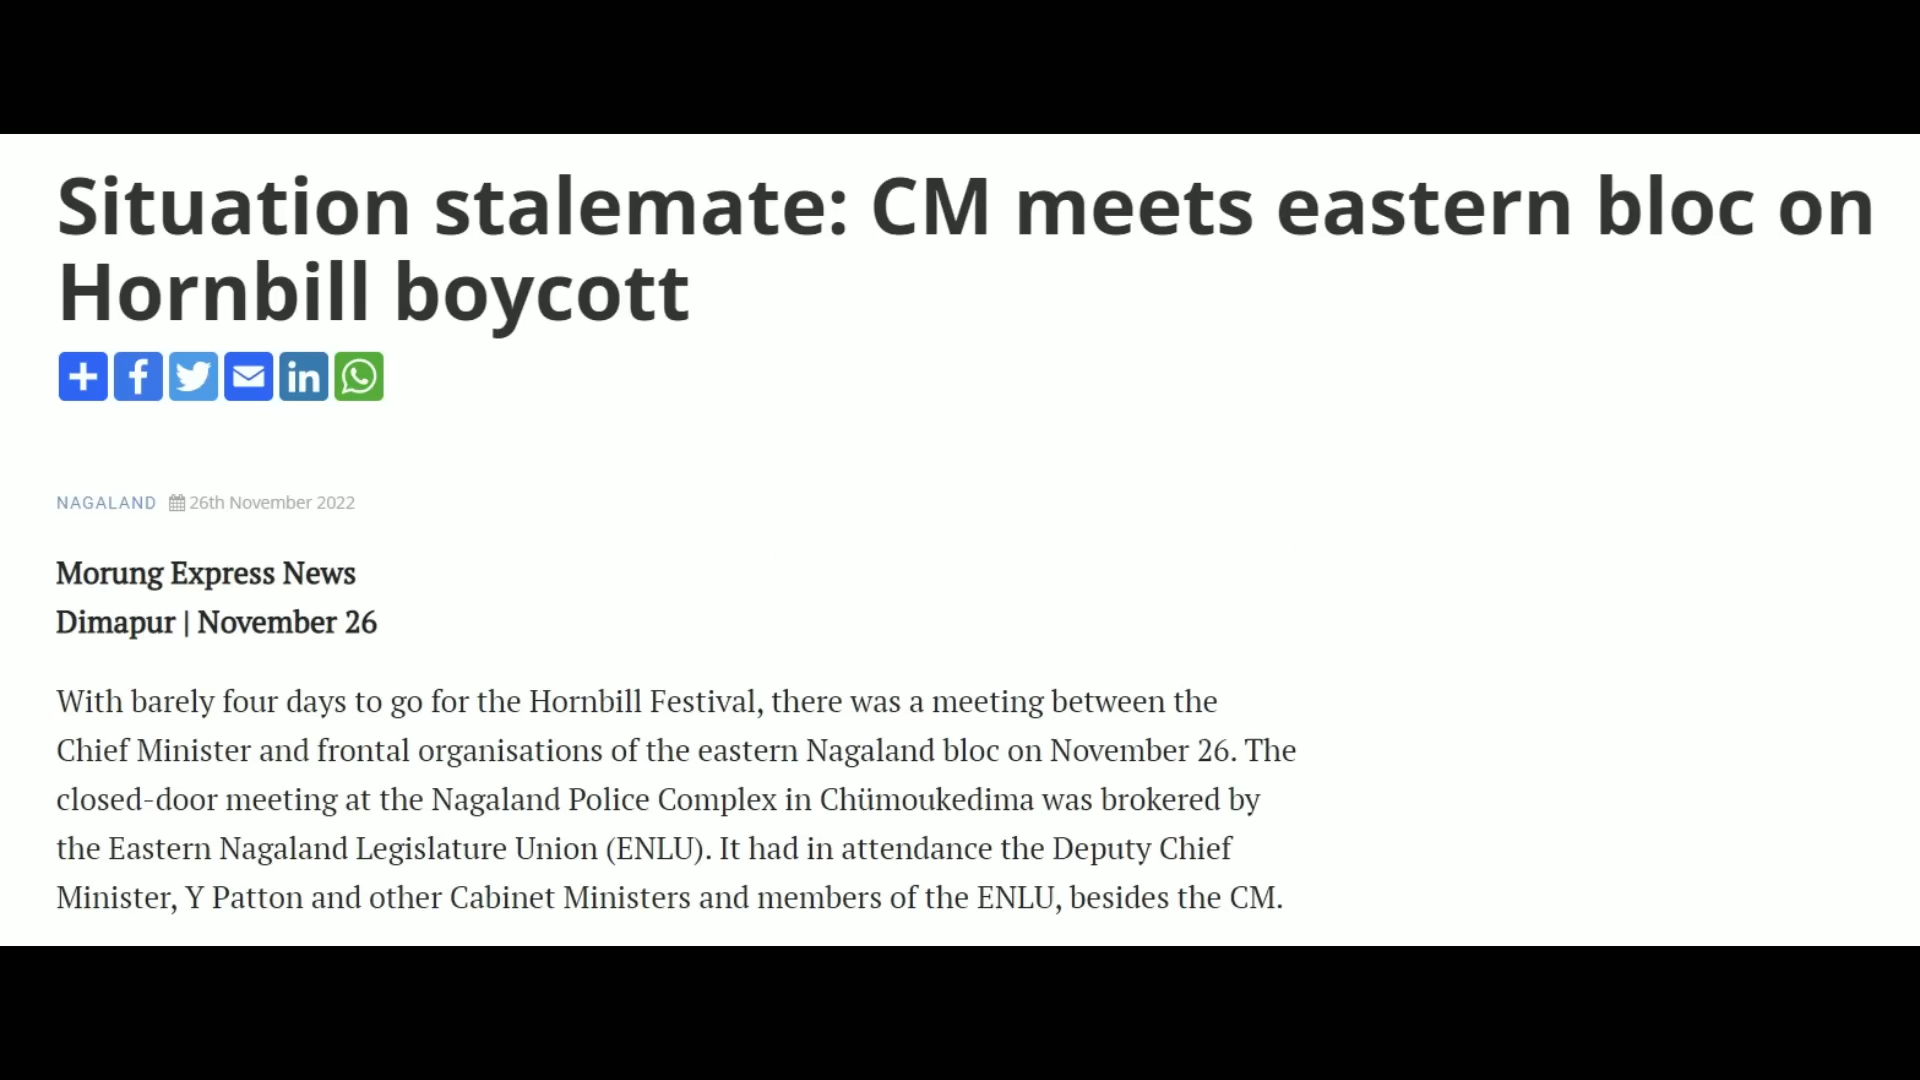 Situation stalemate: CM meets eastern bloc on
Hornbill boycott
NAGALAND 26th November 2022
Morung Express News
Dimapur | November 26
With barely four days to go for the Hornbill Festival, there was a meeting between the
Chief Minister and frontal organisations of the eastern Nagaland bloc on November 26. The
closed-door meeting at the Nagaland Police Complex in Chümoukedima was brokered by
the Eastern Nagaland Legislature Union (ENLU). It had in attendance the Deputy Chief
Minister, Y Patton and other Cabinet Ministers and members of the ENLU, besides the CM.